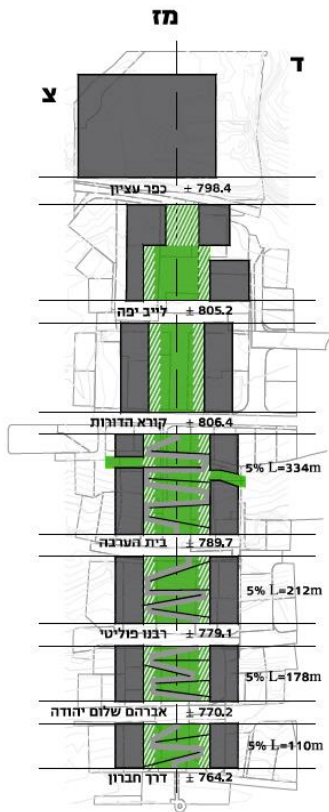 מז
ד
צ
כפר עציון ± 798.4
לייב יפה ± 805.2
קורא הדורות ± 806.4
5% L=334m
בית הערבה ± 789.7
5% L=212m
רבנו פוליטי ± 779.1
5% L=178m
אברהם שלום יהודה ± 770.2
5% L=110m
דרך חברון ± 764.2